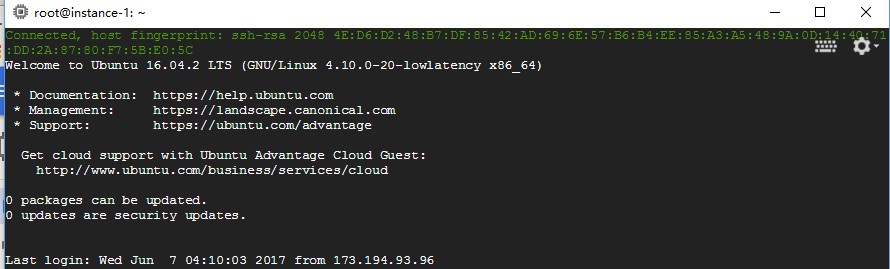 root@instance-1: ~
Connected, host fingerprint: ssh-rsa 2048 4E:D6:D2:48:B7:DF:85:42:AD:69:6E:57:B6:B4:EE:85:A3:A5:48:9A:0D:14:40:71
:DD:2A:87:80:F7:5B:E0:5C
Welcome to Ubuntu 16.04.2 LTS (GNU/Linux 4.10.0-20-lowlatency x86_64)
* Documentation:  https://help.ubuntu.com
* Management:     https://landscape.canonical.com
* Support:        https://ubuntu.com/advantage
Get cloud support with Ubuntu Advantage Cloud Guest:
http://www.ubuntu.com/business/services/cloud
0 packages can be updated.
0 updates are security updates.
Last login: Wed Jun  7 04:10:03 2017 from 173.194.93.96